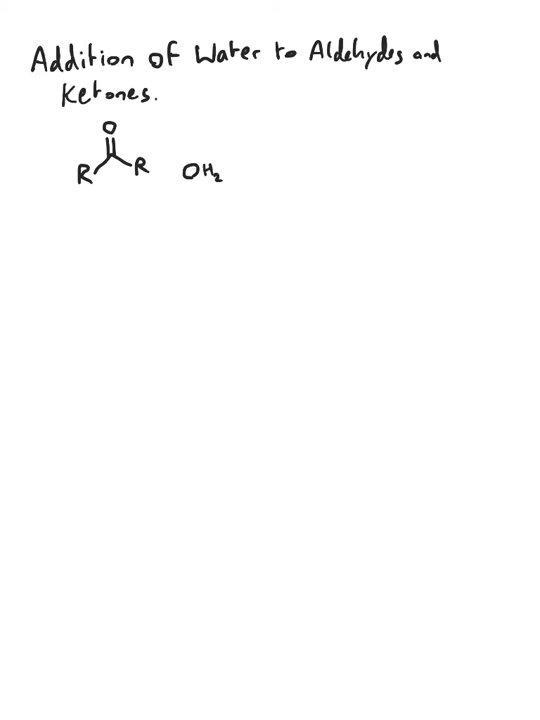 Addition of Water to Aldehydes and
Ketones.
O
R R OH₂